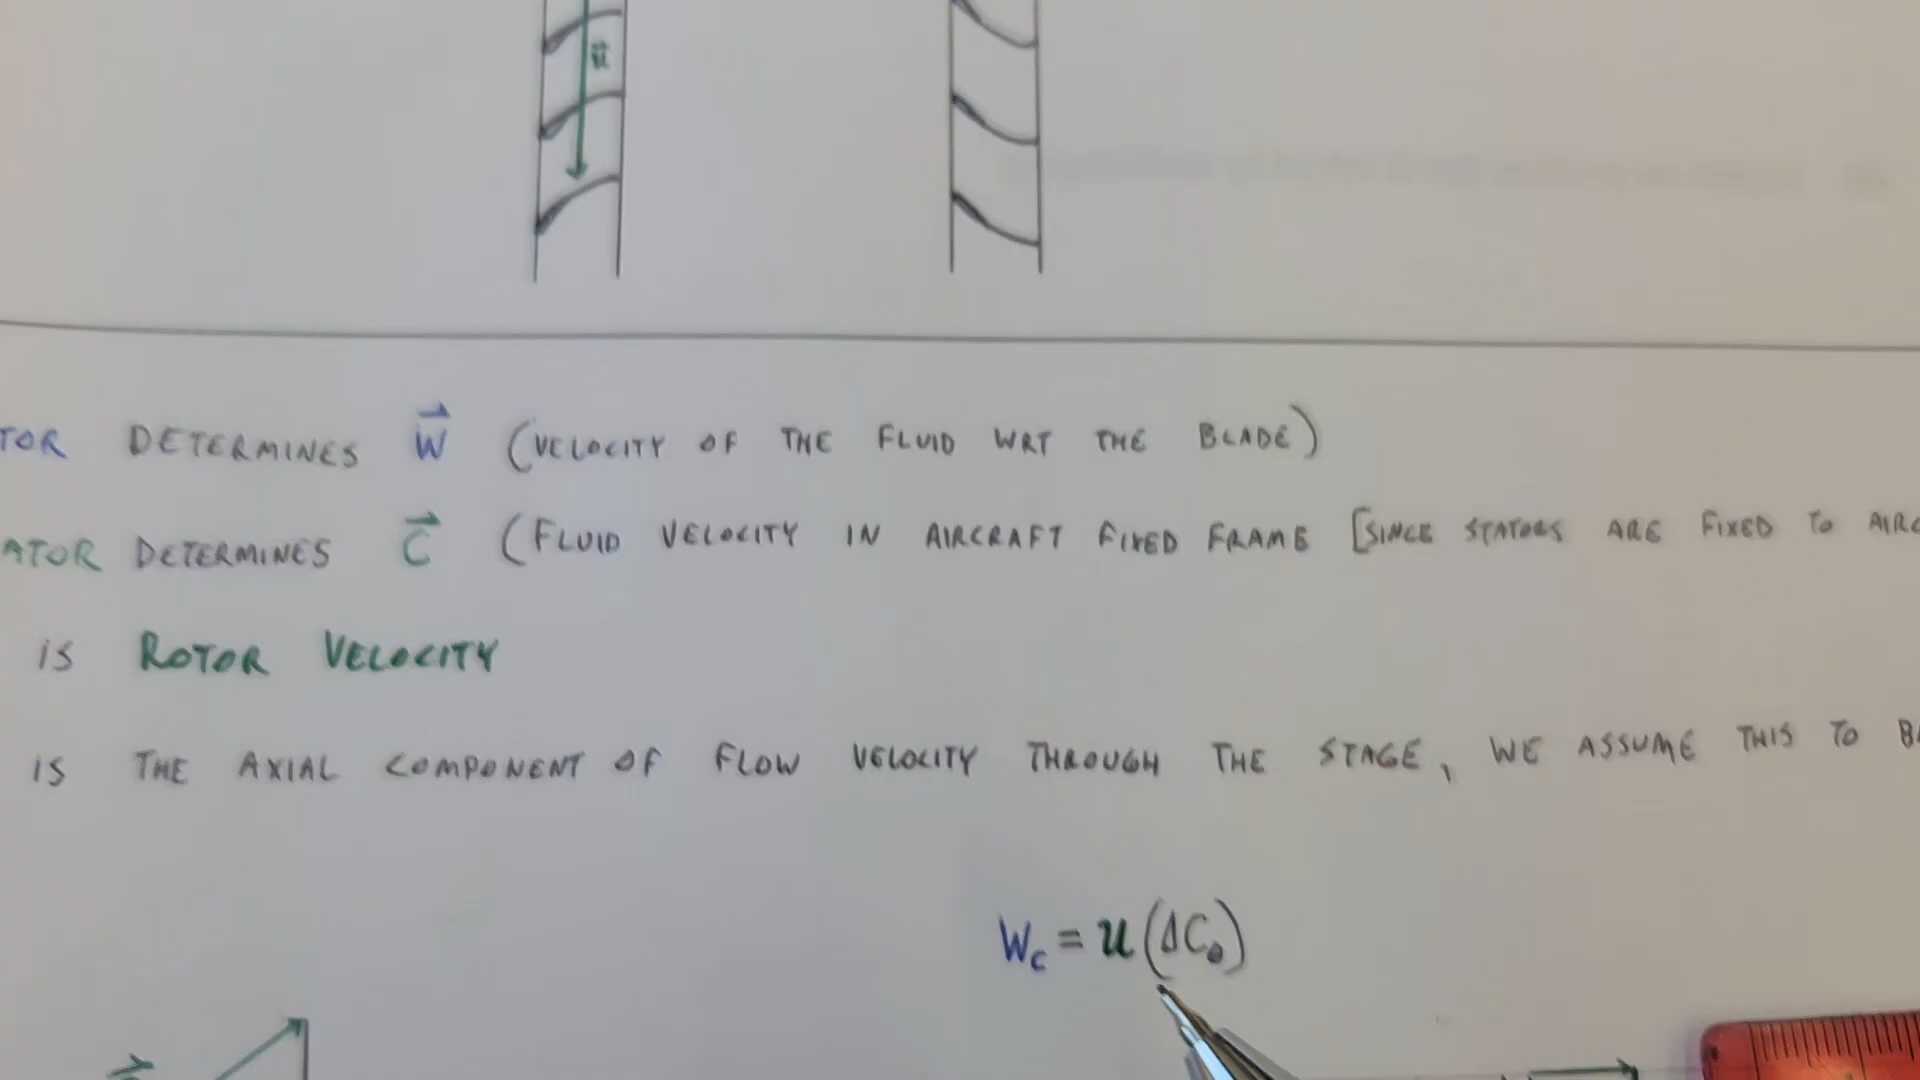 u⃗
TOR DETERMINES W⃗ (VELOCITY OF THE FLUID WRT THE BLADE)
ATOR DETERMINES C⃗ (FLUID VELOCITY IN AIRCRAFT FIXED FRAME [SINCE STATORS ARE FIXED TO AIRC
IS ROTOR VELOCITY
IS THE AXIAL COMPONENT OF FLOW VELOCITY THROUGH THE STAGE, WE ASSUME THIS TO B
W_c = U(ΔC_θ)